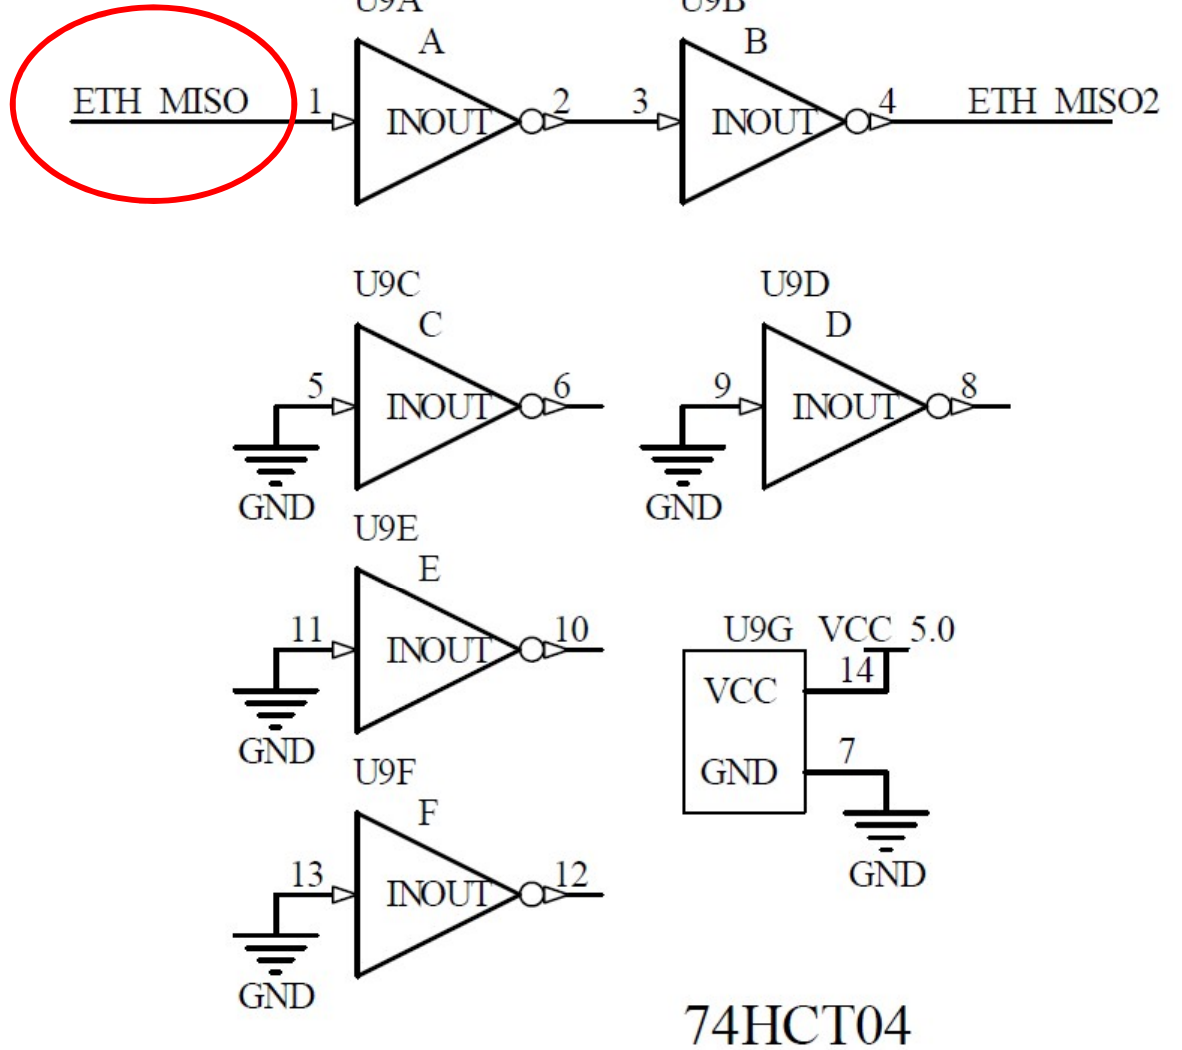 U9A U9B
A B
ETH_MISO 1 INOUT 2 3 INOUT 4 ETH_MISO2
U9C U9D
C D
5 INOUT 6 9 INOUT 8
GND GND
U9E
E
11 INOUT 10
U9G VCC_5.0
14
VCC
GND
7
GND
U9F
F
GND
13 INOUT 12
GND
74HCT04